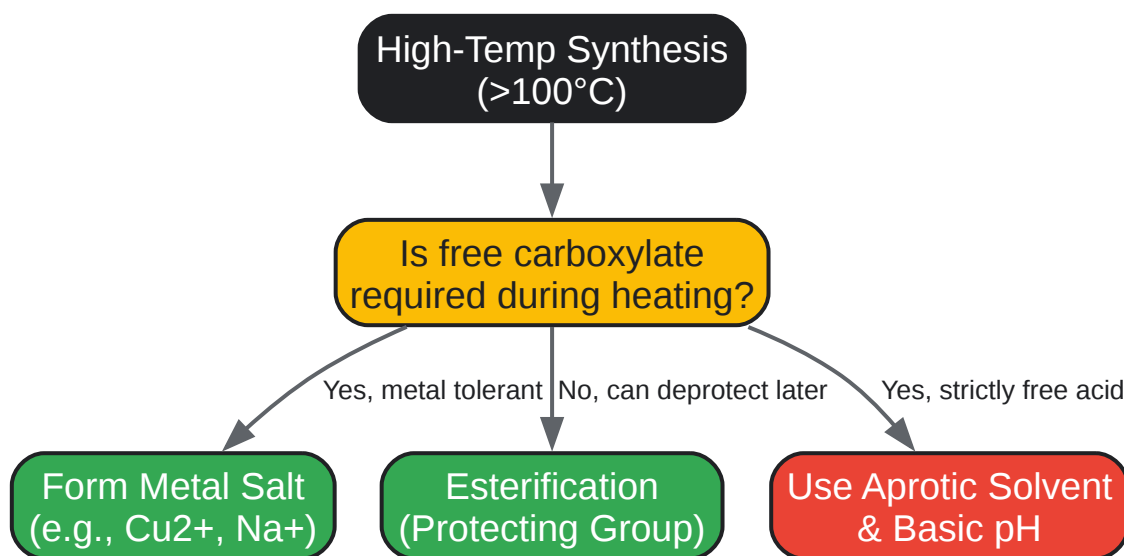 High-Temp Synthesis
(>100°C)
Is free carboxylate
required during heating?
Yes, metal tolerant
No, can deprotect later
Yes, strictly free acid
Form Metal Salt
(e.g., Cu2+, Na+)
Esterification
(Protecting Group)
Use Aprotic Solvent
& Basic pH